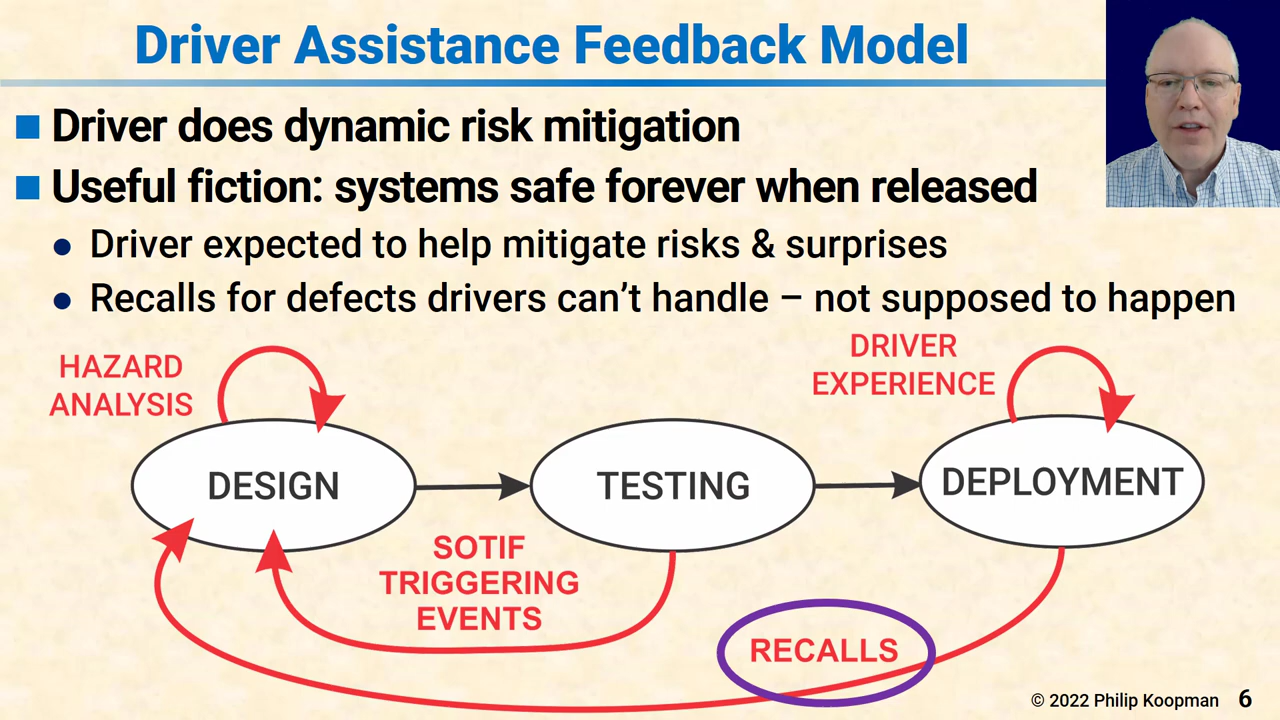 Driver Assistance Feedback Model
Driver does dynamic risk mitigation
Useful fiction: systems safe forever when released
Driver expected to help mitigate risks & surprises
Recalls for defects drivers can’t handle – not supposed to happen
HAZARD
ANALYSIS
DRIVER
EXPERIENCE
DESIGN
TESTING
DEPLOYMENT
SOTIF
TRIGGERING
EVENTS
RECALLS
© 2022 Philip Koopman 6